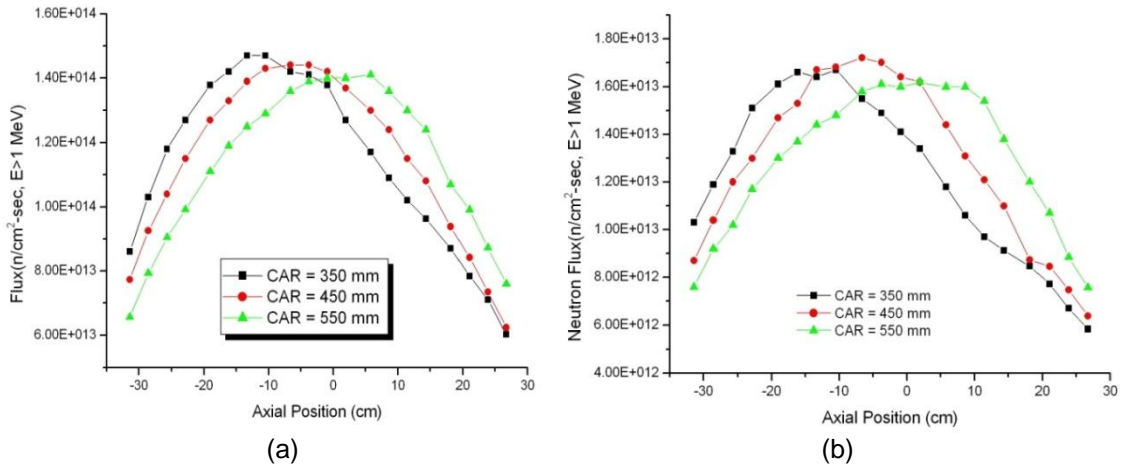 1.60E+014
1.40E+014
1.20E+014
1.00E+014
8.00E+013
6.00E+013
Flux(n/cm²-sec, E>1 MeV)
CAR = 350 mm
CAR = 450 mm
CAR = 550 mm
-30 -20 -10 0 10 20 30
Axial Position (cm)
(a)
1.80E+013
1.60E+013
1.40E+013
1.20E+013
1.00E+013
8.00E+012
6.00E+012
4.00E+012
Neutron Flux(n/cm²-sec, E>1 MeV)
CAR = 350 mm
CAR = 450 mm
CAR = 550 mm
-30 -20 -10 0 10 20 30
Axial Position (cm)
(b)